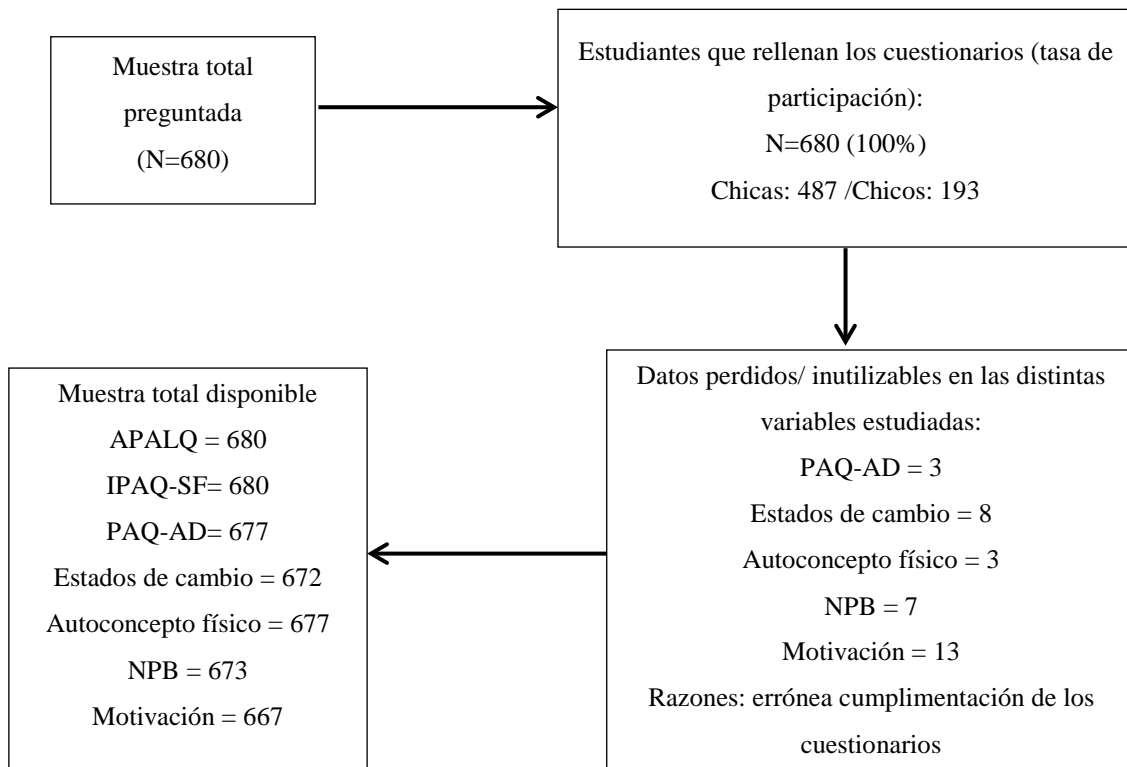 Muestra total
preguntada
(N=680)
Estudiantes que rellenan los cuestionarios (tasa de
participación):
N=680 (100%)
Chicas: 487 /Chicos: 193
Datos perdidos/ inutilizables en las distintas
variables estudiadas:
PAQ-AD = 3
Estados de cambio = 8
Autoconcepto físico = 3
NPB = 7
Motivación = 13
Razones: errónea cumplimentación de los
cuestionarios
Muestra total disponible
APALQ = 680
IPAQ-SF= 680
PAQ-AD= 677
Estados de cambio = 672
Autoconcepto físico = 677
NPB = 673
Motivación = 667